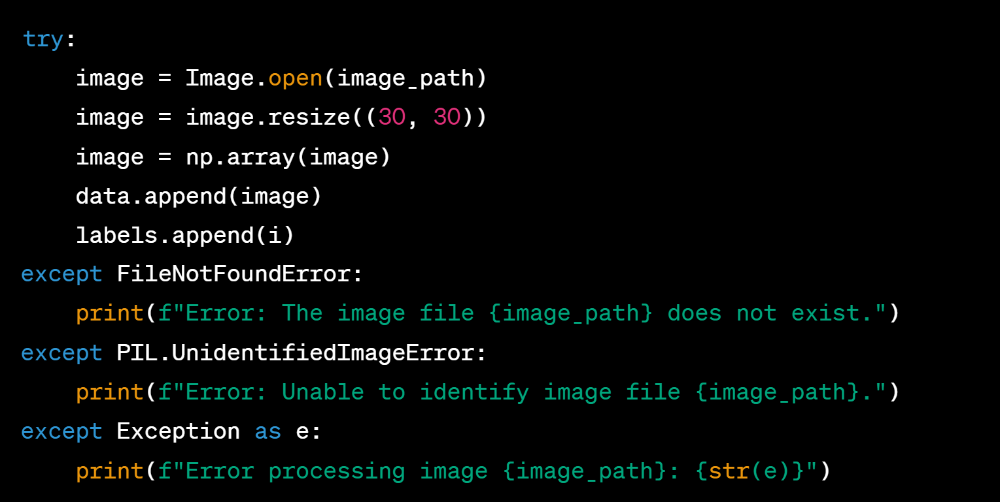 try:
    image = Image.open(image_path)
    image = image.resize((30, 30))
    image = np.array(image)
    data.append(image)
    labels.append(i)
except FileNotFoundError:
    print(f"Error: The image file {image_path} does not exist.")
except PIL.UnidentifiedImageError:
    print(f"Error: Unable to identify image file {image_path}.")
except Exception as e:
    print(f"Error processing image {image_path}: {str(e)}")